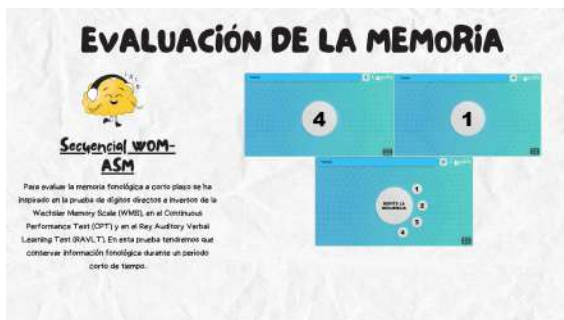 EVALUACIÓN DE LA MEMORIA
Secuencial WOM-
ASM
Para evaluar la memoria fonológica a corto plazo se ha
inspirado en la prueba de dígitos directos e inversos de la
Wechsler Memory Scale (WMS), en el Continuous
Performance Test (CPT) y en el Rey Auditory Verbal
Learning Test (RAVLT). En esta prueba tendremos que
conservar información fonológica durante un periodo
corto de tiempo.
4
1
REPITE LA
SECUENCIA
1
2
3
4